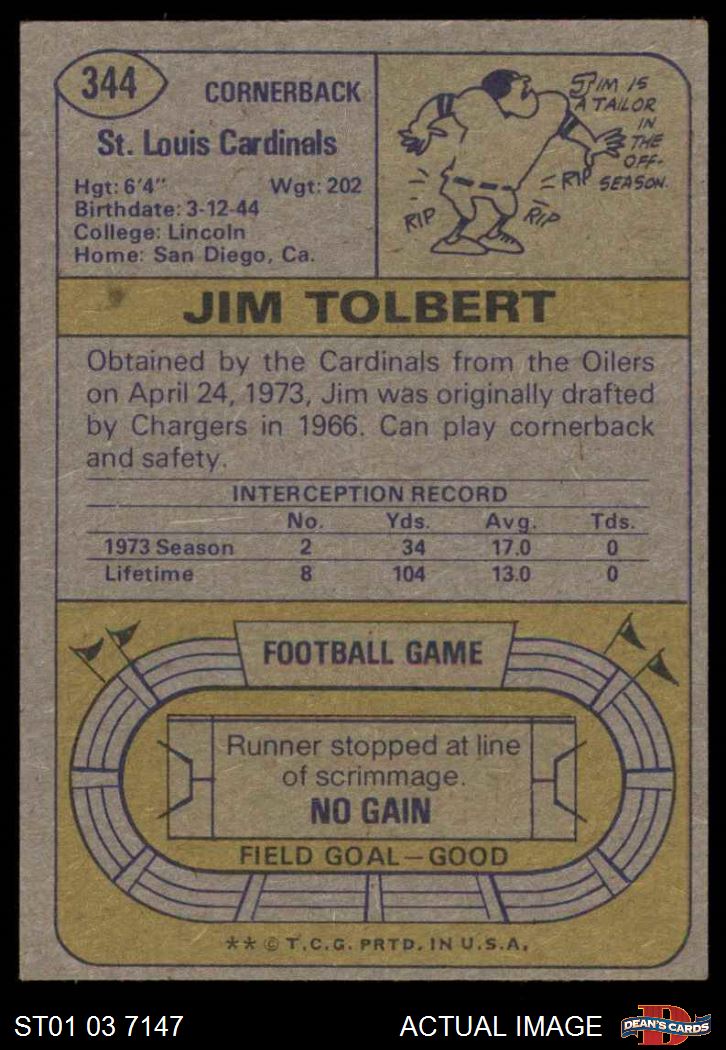 344
CORNERBACK
St. Louis Cardinals
Hgt: 6'4" Wgt: 202
Birthdate: 3-12-44
College: Lincoln
Home: San Diego, Ca.
JIM IS
A TAILOR
IN
THE
OFF-
SEASON.
RIP
RIP
RIP
JIM TOLBERT
Obtained by the Cardinals from the Oilers
on April 24, 1973, Jim was originally drafted
by Chargers in 1966. Can play cornerback
and safety.
INTERCEPTION RECORD
No. Yds. Avg. Tds.
1973 Season 2 34 17.0 0
Lifetime 8 104 13.0 0
FOOTBALL GAME
Runner stopped at line
of scrimmage.
NO GAIN
FIELD GOAL—GOOD
** © T.C.G. PRTD. IN U.S.A.
ST01 03 7147 ACTUAL IMAGE
D
DEAN'S CARDS